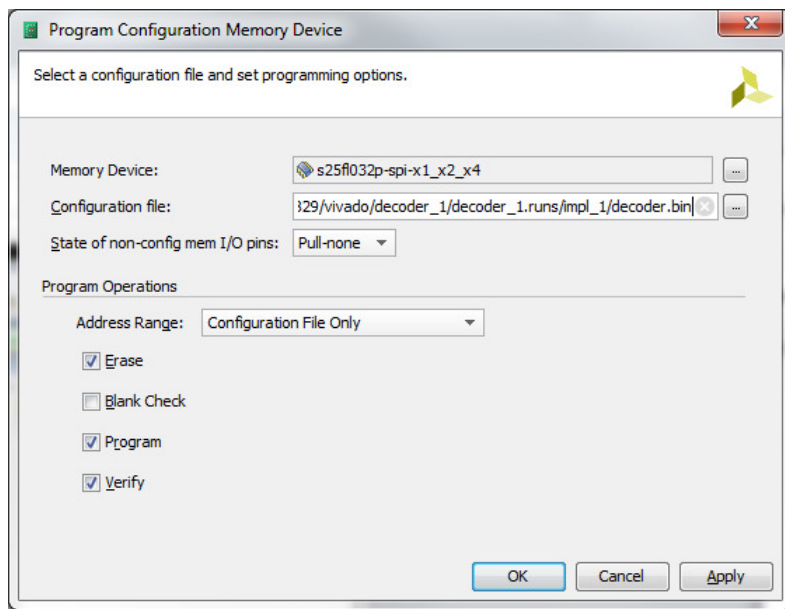 Program Configuration Memory Device
Select a configuration file and set programming options.
Memory Device: s25fl032p-spi-x1_x2_x4 ...
Configuration file: 329/vivado/decoder_1/decoder_1.runs/impl_1/decoder.bin ...
State of non-config mem I/O pins: Pull-none
Program Operations
Address Range: Configuration File Only
Erase
Blank Check
Program
Verify
OK Cancel Apply